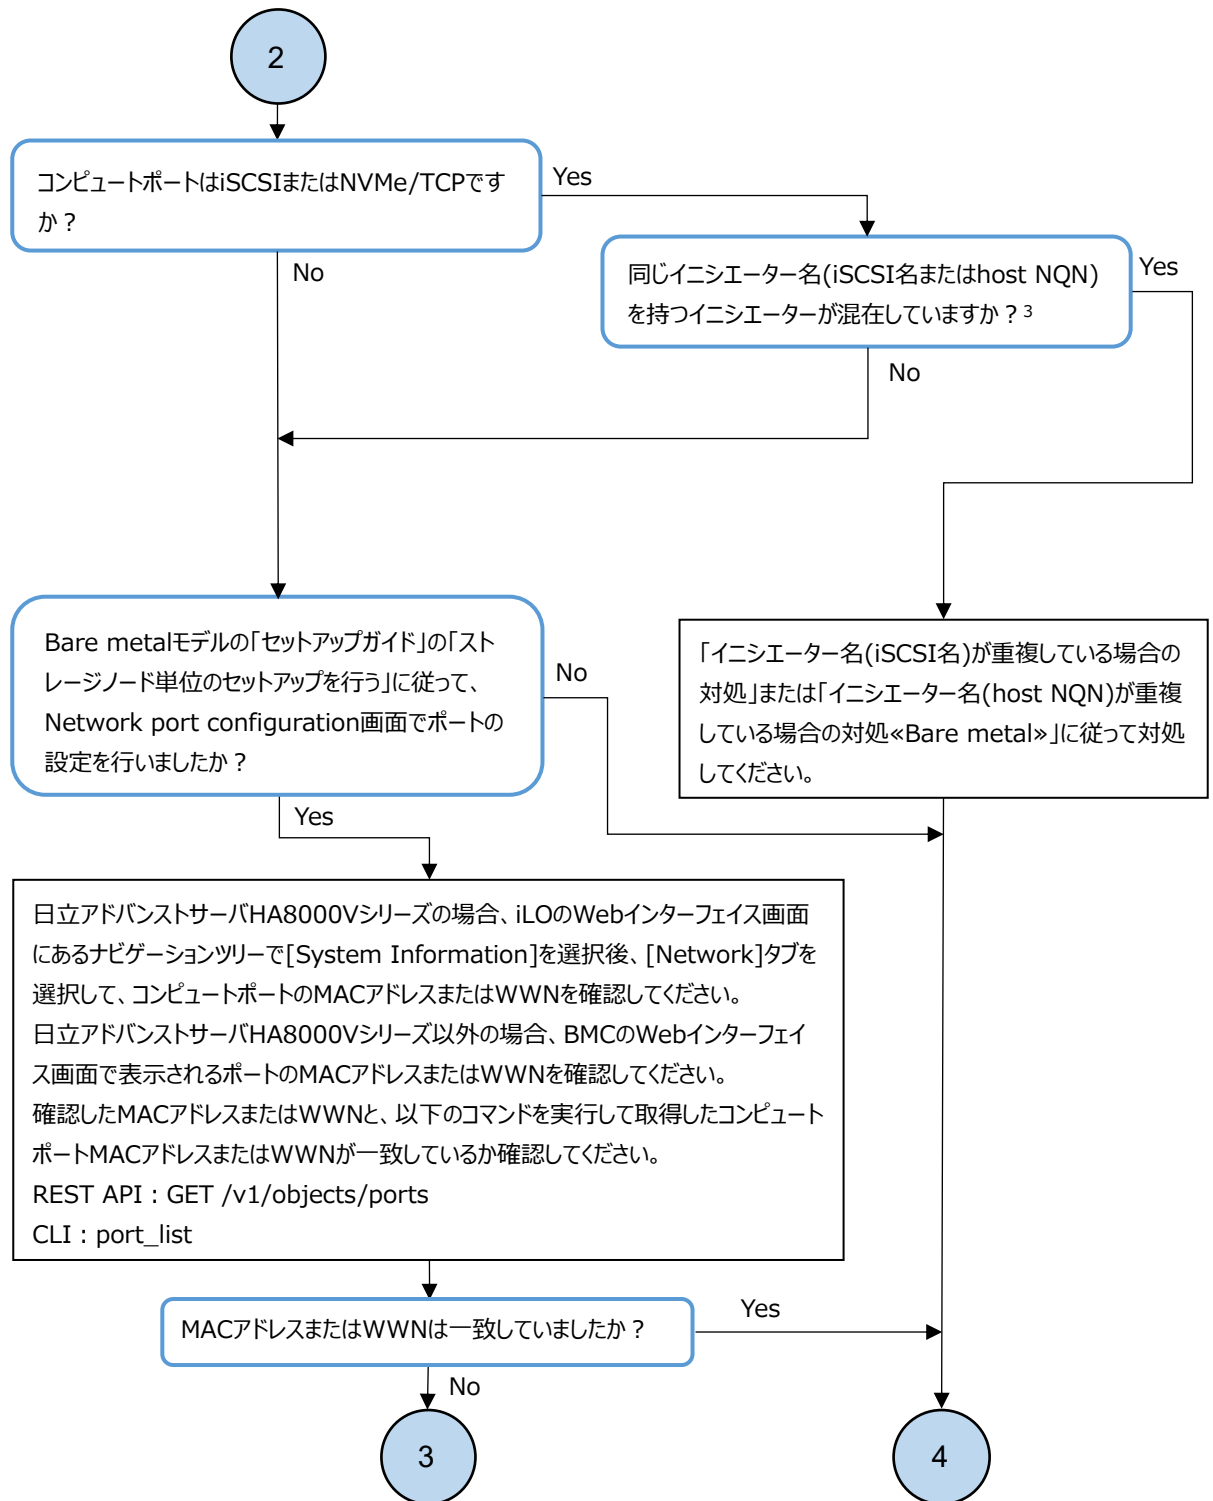 2
コンピュートポートはiSCSIまたはNVMe/TCPです
か？
Yes
No
同じイニシエーター名(iSCSI名またはhost NQN)
を持つイニシエーターが混在していますか？3
Yes
No
Bare metalモデルの「セットアップガイド」の「スト
レージノード単位のセットアップを行う」に従って、
Network port configuration画面でポートの
設定を行いましたか？
No
Yes
「イニシエーター名(iSCSI名)が重複している場合の
対処」または「イニシエーター名(host NQN)が重複
している場合の対処«Bare metal»」に従って対処
してください。
日立アドバンストサーバHA8000Vシリーズの場合、iLOのWebインターフェイス画面
にあるナビゲーションツリーで[System Information]を選択後、[Network]タブを
選択して、コンピュートポートのMACアドレスまたはWWNを確認してください。
日立アドバンストサーバHA8000Vシリーズ以外の場合、BMCのWebインターフェイ
ス画面で表示されるポートのMACアドレスまたはWWNを確認してください。
確認したMACアドレスまたはWWNと、以下のコマンドを実行して取得したコンピュート
ポートMACアドレスまたはWWNが一致しているか確認してください。
REST API：GET /v1/objects/ports
CLI：port_list
MACアドレスまたはWWNは一致していましたか？
Yes
No
3
4